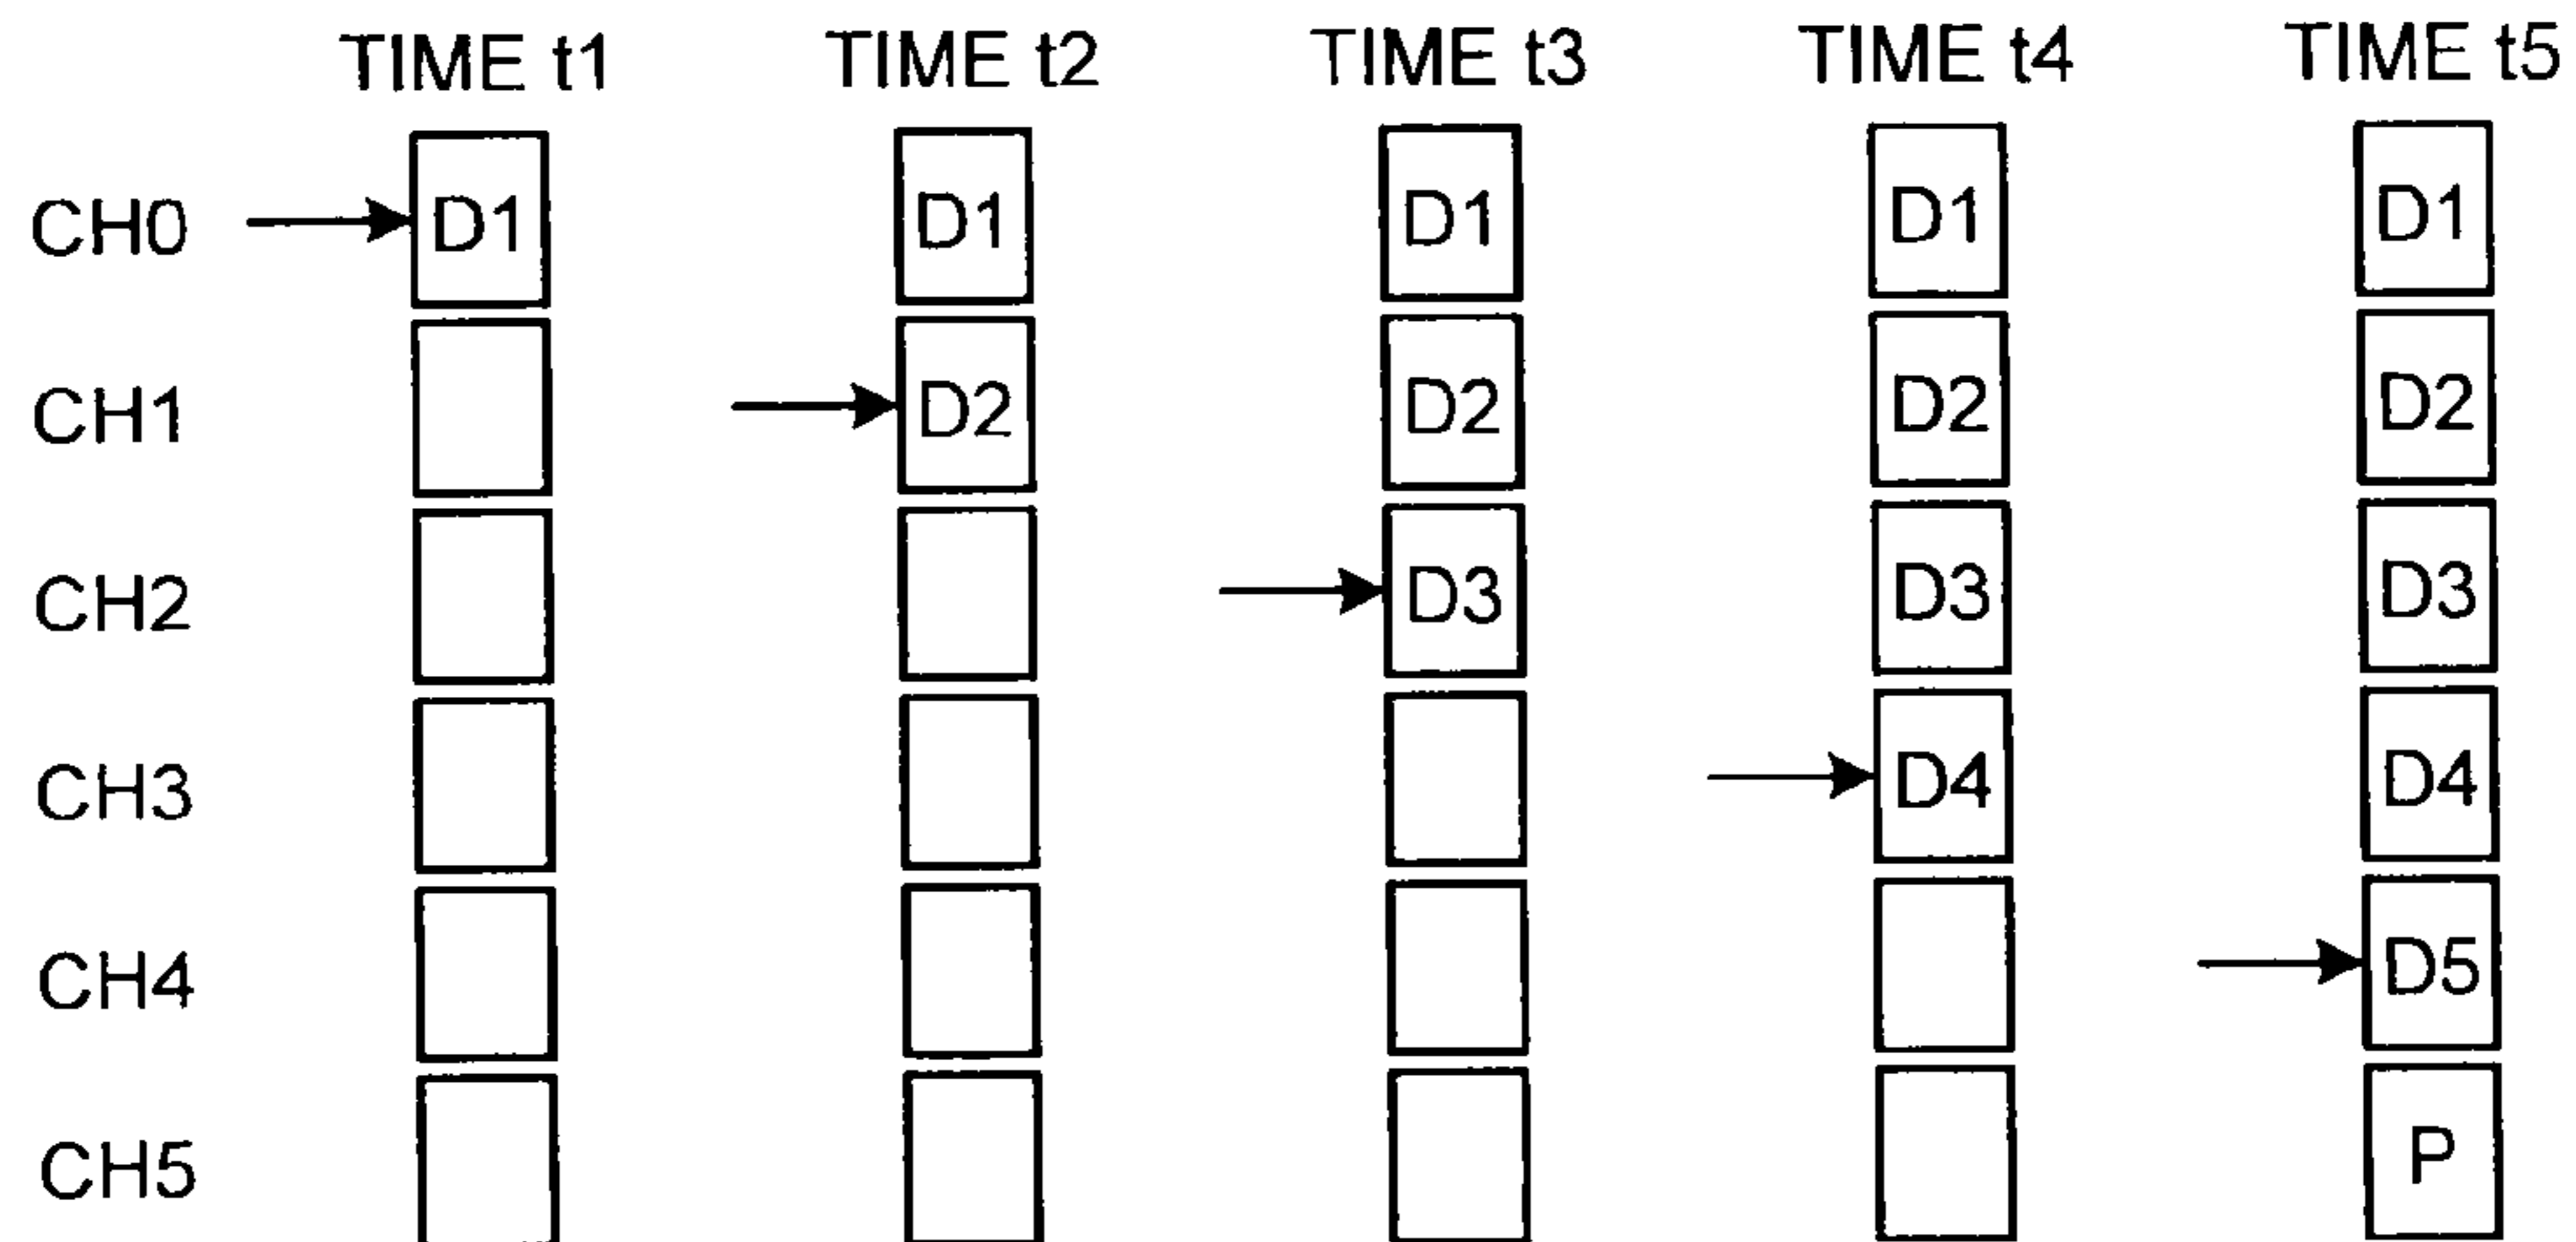 TIME t1 TIME t2 TIME t3 TIME t4 TIME t5
CH0 D1 D1 D1 D1 D1
CH1 D2 D2 D2 D2
CH2 D3 D3 D3
CH3 D4 D4
CH4 D5
CH5 P